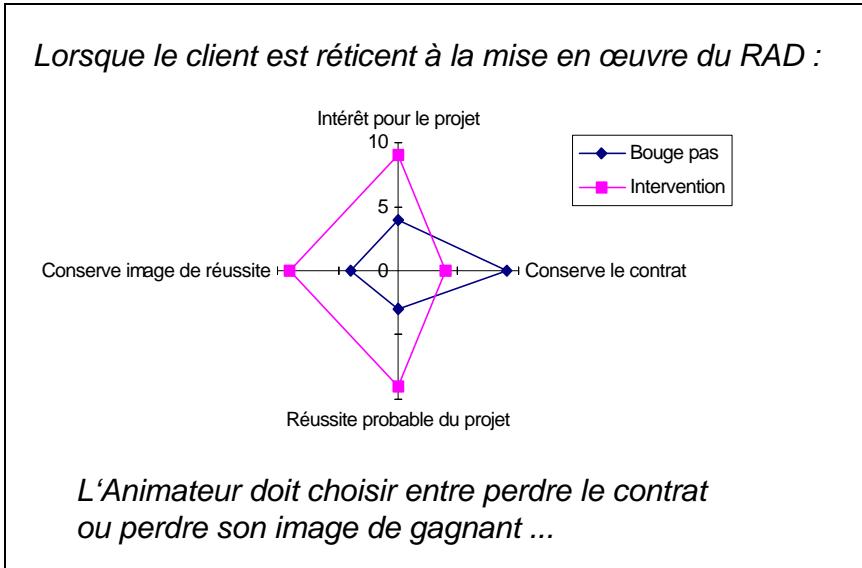 Lorsque le client est réticent à la mise en œuvre du RAD :
Intérêt pour le projet
10
Bouge pas
Intervention
5
Conserve image de réussite
0
Conserve le contrat
Réussite probable du projet
L‘Animateur doit choisir entre perdre le contrat
ou perdre son image de gagnant ...